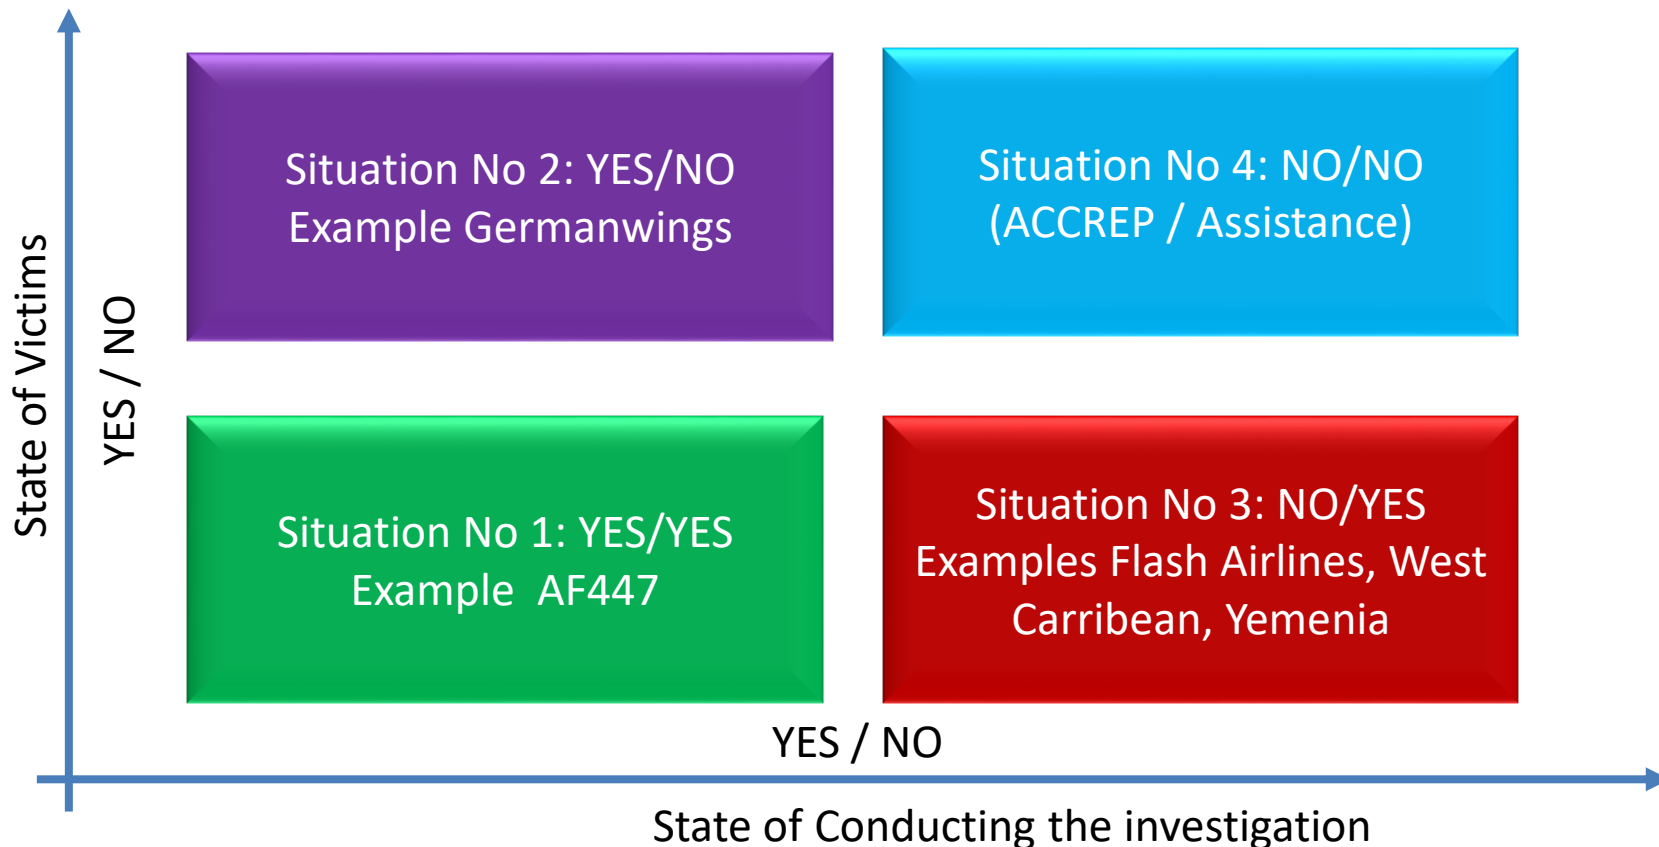 State of Victims
YES / NO
Situation No 2: YES/NO
Example Germanwings
Situation No 4: NO/NO
(ACCREP / Assistance)
Situation No 1: YES/YES
Example  AF447
Situation No 3: NO/YES
Examples Flash Airlines, West
Carribean, Yemenia
YES / NO
State of Conducting the investigation